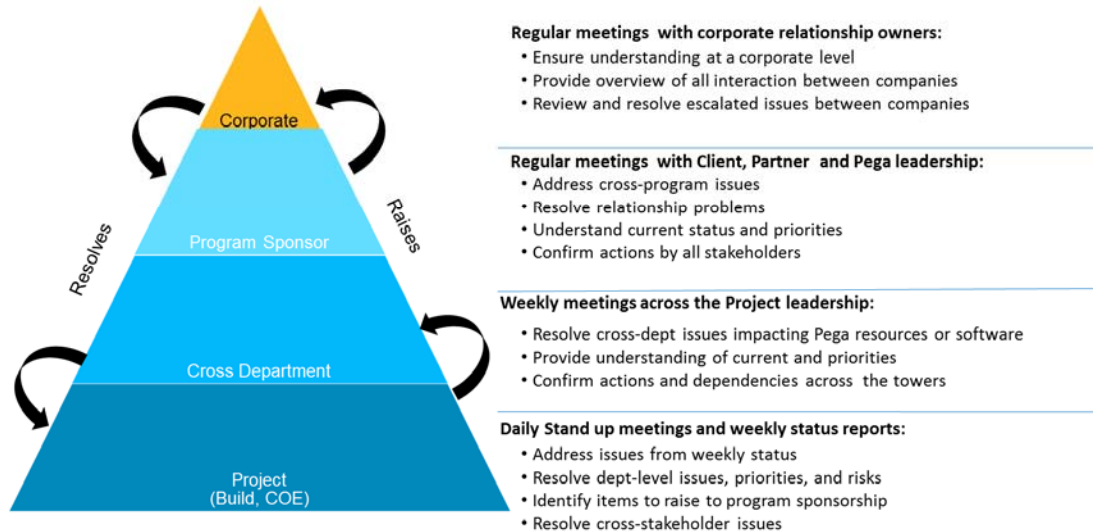 Corporate
Program Sponsor
Cross Department
Project
(Build, COE)
Resolves
Raises
Regular meetings with corporate relationship owners:
• Ensure understanding at a corporate level
• Provide overview of all interaction between companies
• Review and resolve escalated issues between companies
Regular meetings with Client, Partner and Pega leadership:
• Address cross-program issues
• Resolve relationship problems
• Understand current status and priorities
• Confirm actions by all stakeholders
Weekly meetings across the Project leadership:
• Resolve cross-dept issues impacting Pega resources or software
• Provide understanding of current and priorities
• Confirm actions and dependencies across the towers
Daily Stand up meetings and weekly status reports:
• Address issues from weekly status
• Resolve dept-level issues, priorities, and risks
• Identify items to raise to program sponsorship
• Resolve cross-stakeholder issues